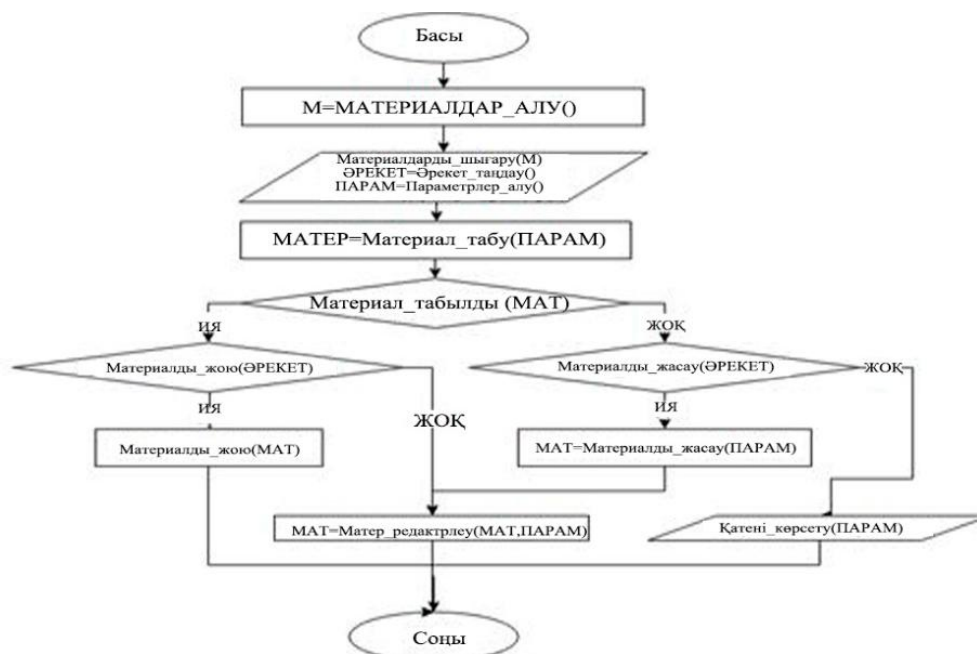 Басы
М=МАТЕРИАЛДАР_АЛУ()
Материалдарды_шығару(М)
ӘРЕКЕТ=Әрекет_таңдау()
ПАРАМ=Параметрлер_алу()
МАТЕР=Материал_табу(ПАРАМ)
Материал_табылды (МАТ)
ИЯ
ЖОҚ
Материалды_жою(ӘРЕКЕТ)
Материалды_жасау(ӘРЕКЕТ)
ЖОҚ
ИЯ
ЖОҚ
ИЯ
Материалды_жою(МАТ)
МАТ=Материалды_жасау(ПАРАМ)
МАТ=Матер_редактрлеу(МАТ,ПАРАМ)
Қатені_көрсету(ПАРАМ)
Соңы